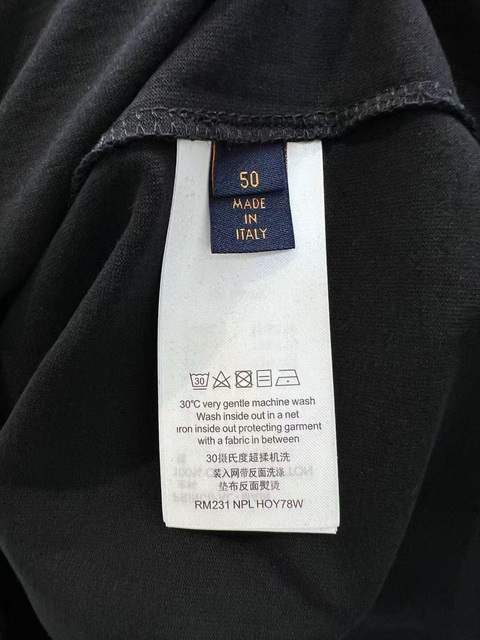 50
MADE
IN
ITALY
30
30°C very gentle machine wash
Wash inside out in a net
Iron inside out protecting garment
with a fabric in between
30摄氏度超揉机洗
装入网带反面洗涤
垫布反面熨烫
RM231 NPL HOY78W